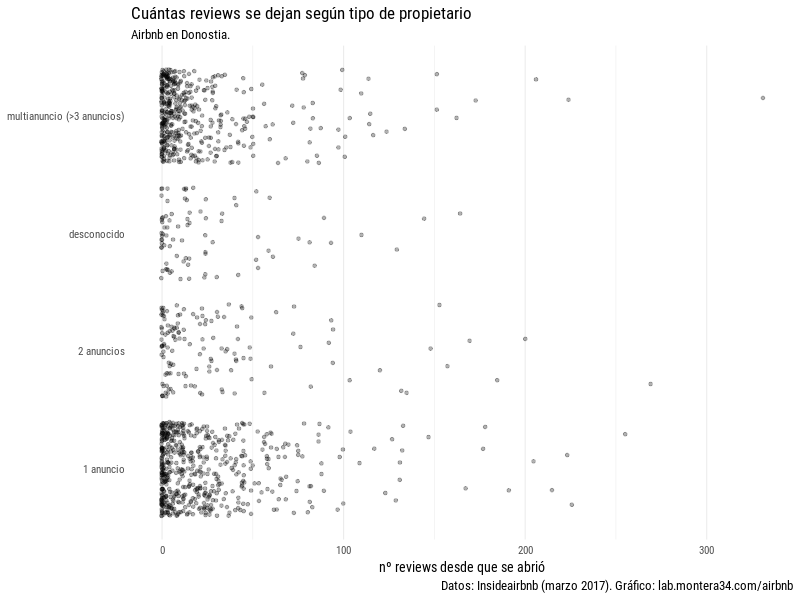 Cuántas reviews se dejan según tipo de propietario
Airbnb en Donostia.
multianuncio (>3 anuncios)
desconocido
2 anuncios
1 anuncio
0 100 200 300
nº reviews desde que se abrió
Datos: Insideairbnb (marzo 2017). Gráfico: lab.montera34.com/airbnb